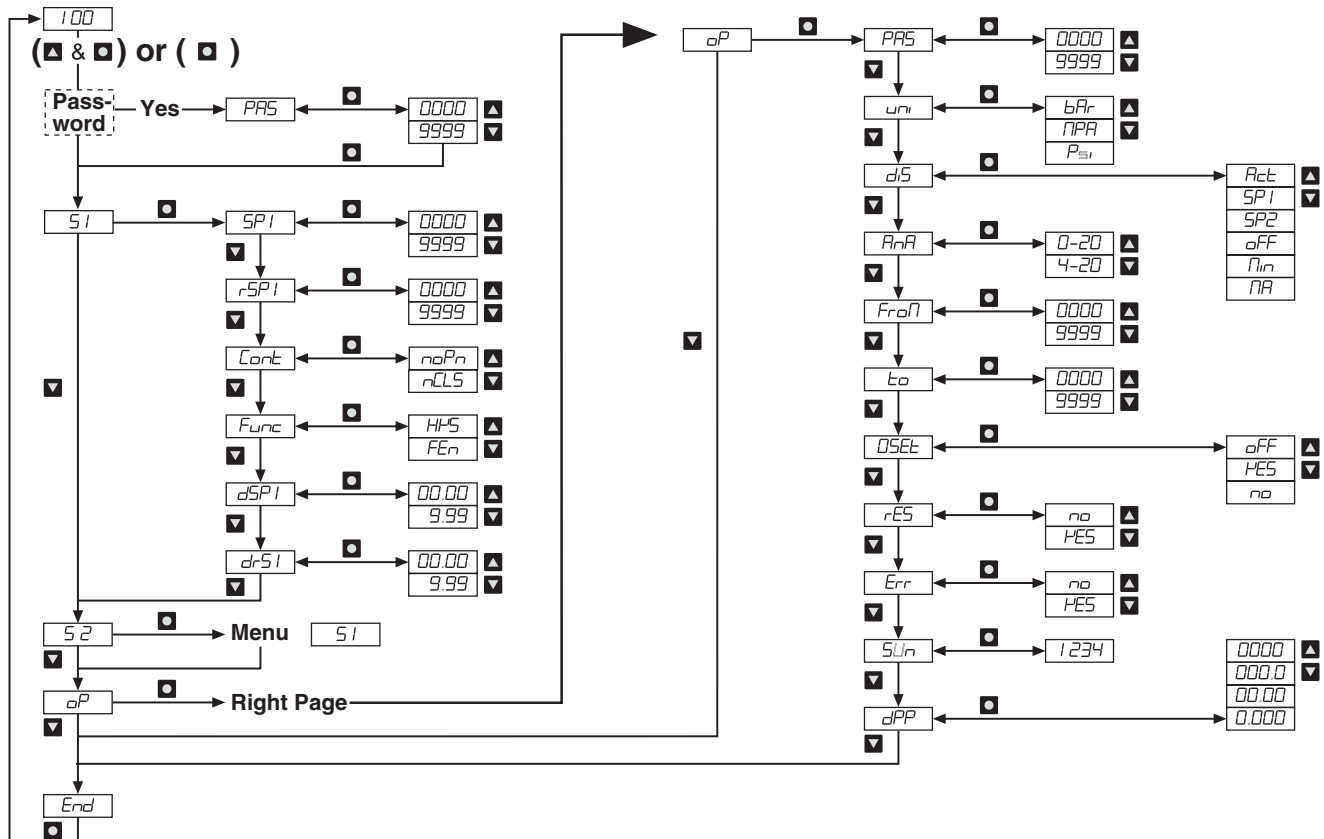 100
(▲ & ●) or ( ● )
Pass-
word
Yes
PAS
0000
9999
S1
SP1
0000
9999
rSP1
0000
9999
Cont
noPn
nCLS
Func
HYS
FEn
dSP1
00.00
9.99
drS1
00.00
9.99
S2
Menu
S1
oP
Right Page
End
oP
PAS
0000
9999
uni
bAr
MPA
Psi
diS
Act
SP1
SP2
oFF
Min
MA
AnA
0-20
4-20
FroM
0000
9999
to
0000
9999
OSEt
oFF
YES
no
rES
no
YES
Err
no
YES
SUn
1234
dPP
0000
000.0
00.00
0.000